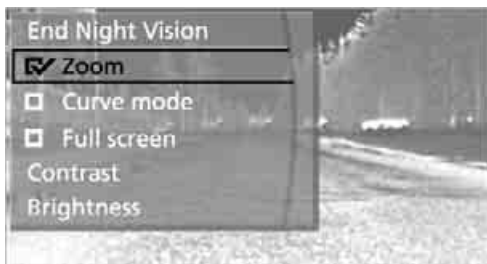 End Night Vision
Zoom
Curve mode
Full screen
Contrast
Brightness